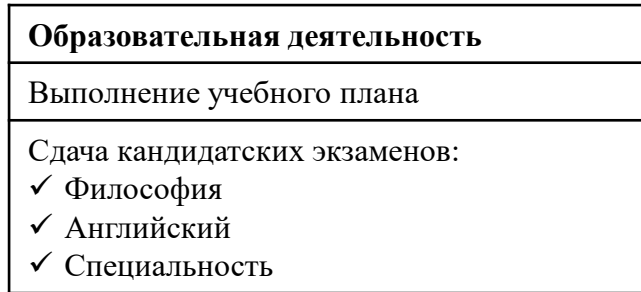 Образовательная деятельность
Выполнение учебного плана
Сдача кандидатских экзаменов:
✓ Философия
✓ Английский
✓ Специальность